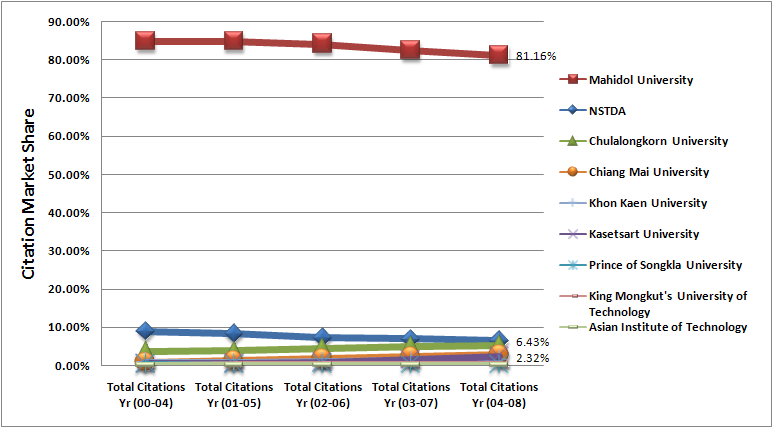 90.00%
80.00%
70.00%
60.00%
50.00%
40.00%
30.00%
20.00%
10.00%
0.00%
Citation Market Share
81.16%
6.43%
2.32%
Total Citations
Yr (00-04)
Total Citations
Yr (01-05)
Total Citations
Yr (02-06)
Total Citations
Yr (03-07)
Total Citations
Yr (04-08)
Mahidol University
NSTDA
Chulalongkorn University
Chiang Mai University
Khon Kaen University
Kasetsart University
Prince of Songkla University
King Mongkut's University of
Technology
Asian Institute of Technology